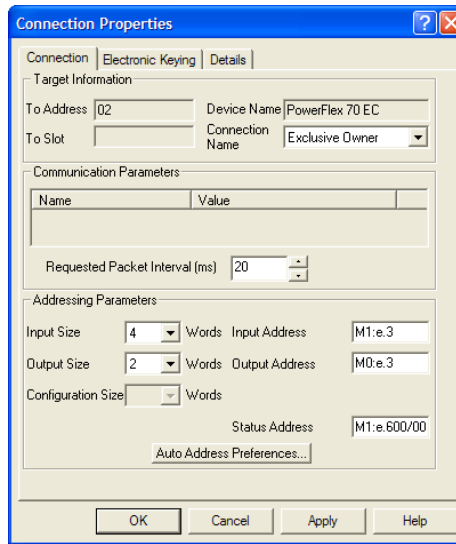 Connection Properties
Connection Electronic Keying Details
Target Information
To Address 02 Device Name PowerFlex 70 EC
To Slot Connection Name Exclusive Owner
Communication Parameters
Name Value
Requested Packet Interval (ms) 20
Addressing Parameters
Input Size 4 Words Input Address M1:e.3
Output Size 2 Words Output Address M0:e.3
Configuration Size Words
Status Address M1:e.600/00
Auto Address Preferences...
OK Cancel Apply Help